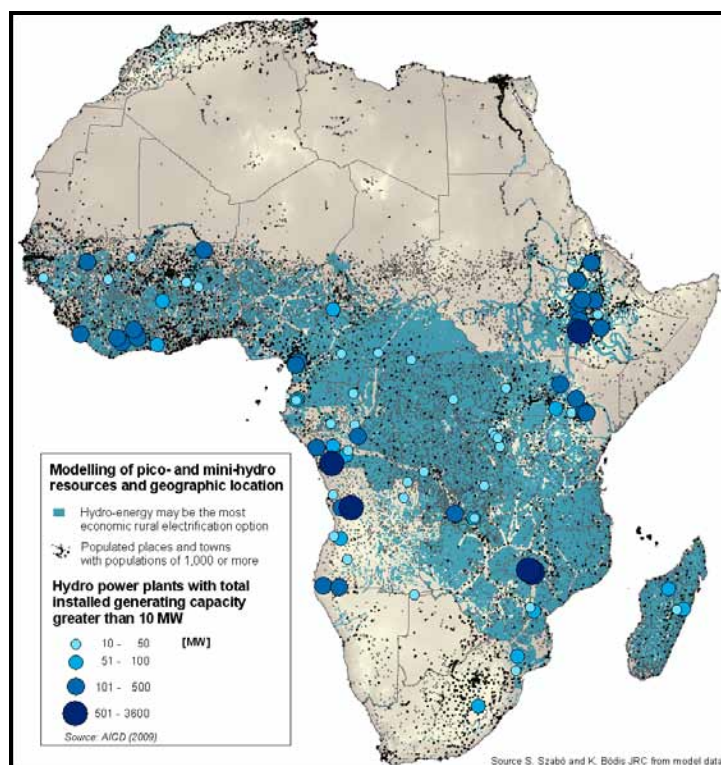 Modelling of pico- and mini-hydro
resources and geographic location
Hydro-energy may be the most
economic rural electrification option
Populated places and towns
with populations of 1,000 or more
Hydro power plants with total
installed generating capacity
greater than 10 MW
10 - 50 [MW]
51 - 100
101 - 500
501 - 3600
Source: AICD (2009)
Source S. Szabó and K. Bódis JRC from model data